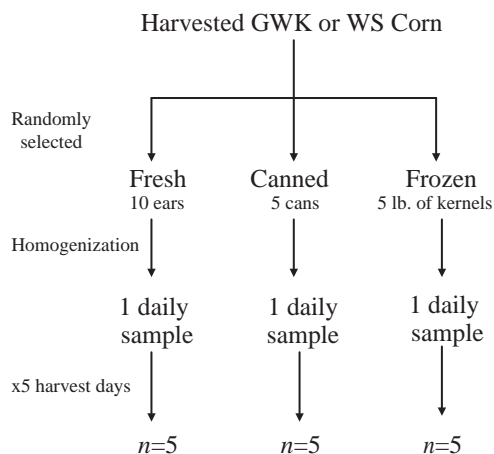 Harvested GWK or WS Corn
Randomly
selected
Fresh Canned Frozen
10 ears 5 cans 5 lb. of kernels
Homogenization
1 daily 1 daily 1 daily
sample sample sample
x5 harvest days
n=5 n=5 n=5